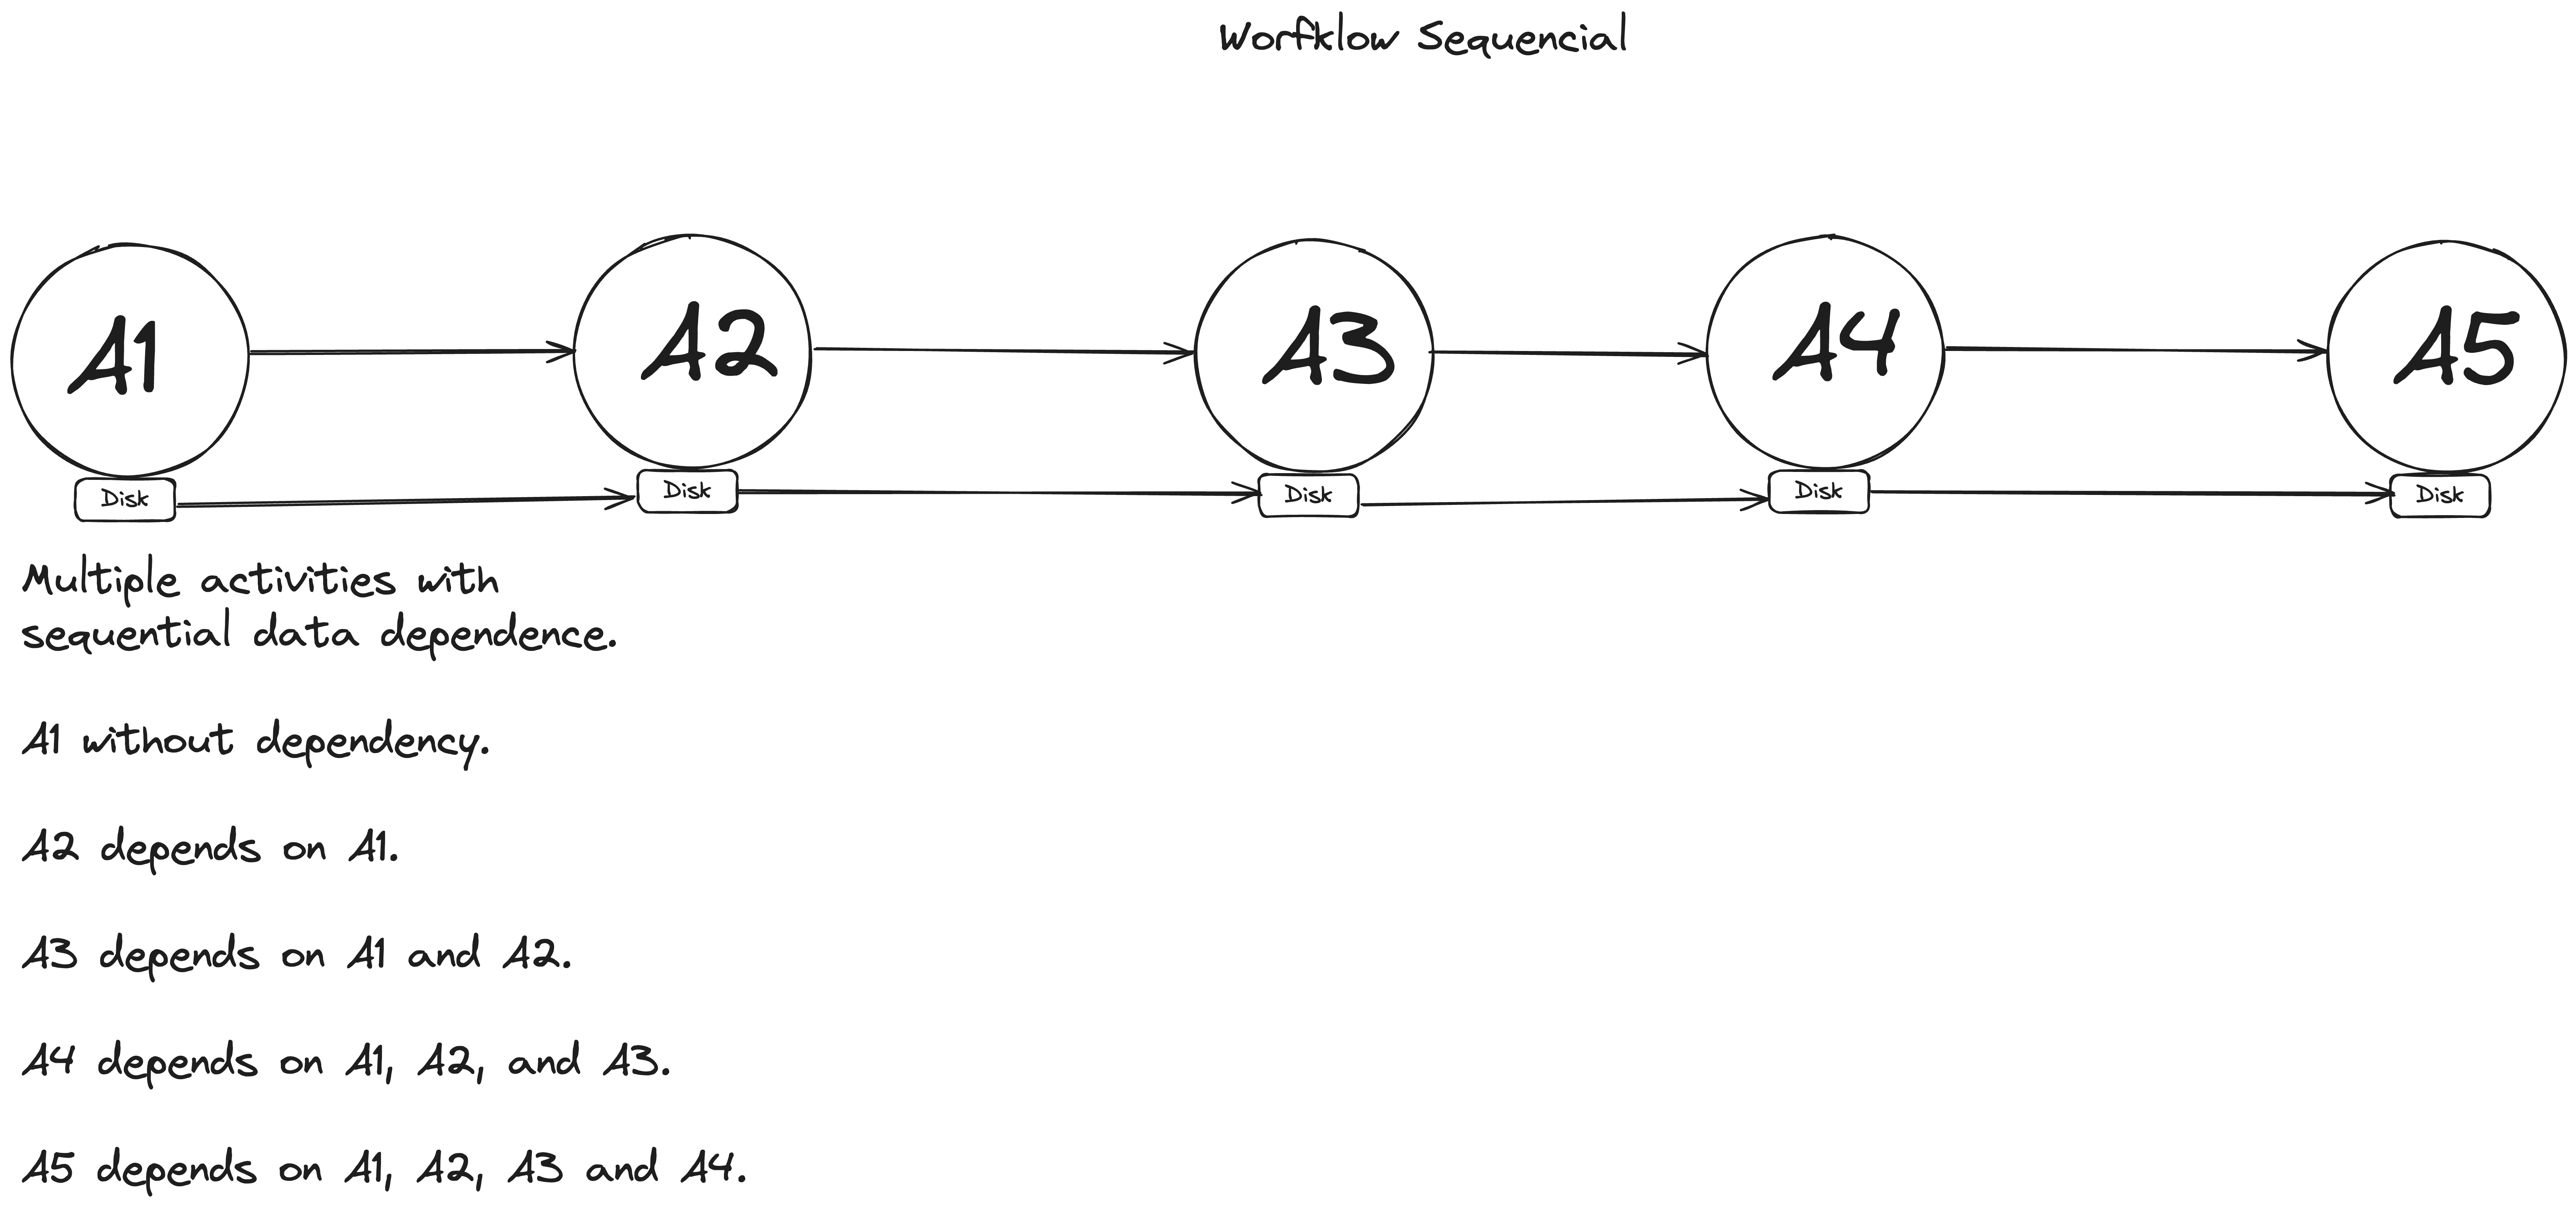 Worfklow Sequencial
A1
A2
A3
A4
A5
Disk
Disk
Disk
Disk
Disk
Multiple activities with
sequential data dependence.
A1 without dependency.
A2 depends on A1.
A3 depends on A1 and A2.
A4 depends on A1, A2, and A3.
A5 depends on A1, A2, A3 and A4.